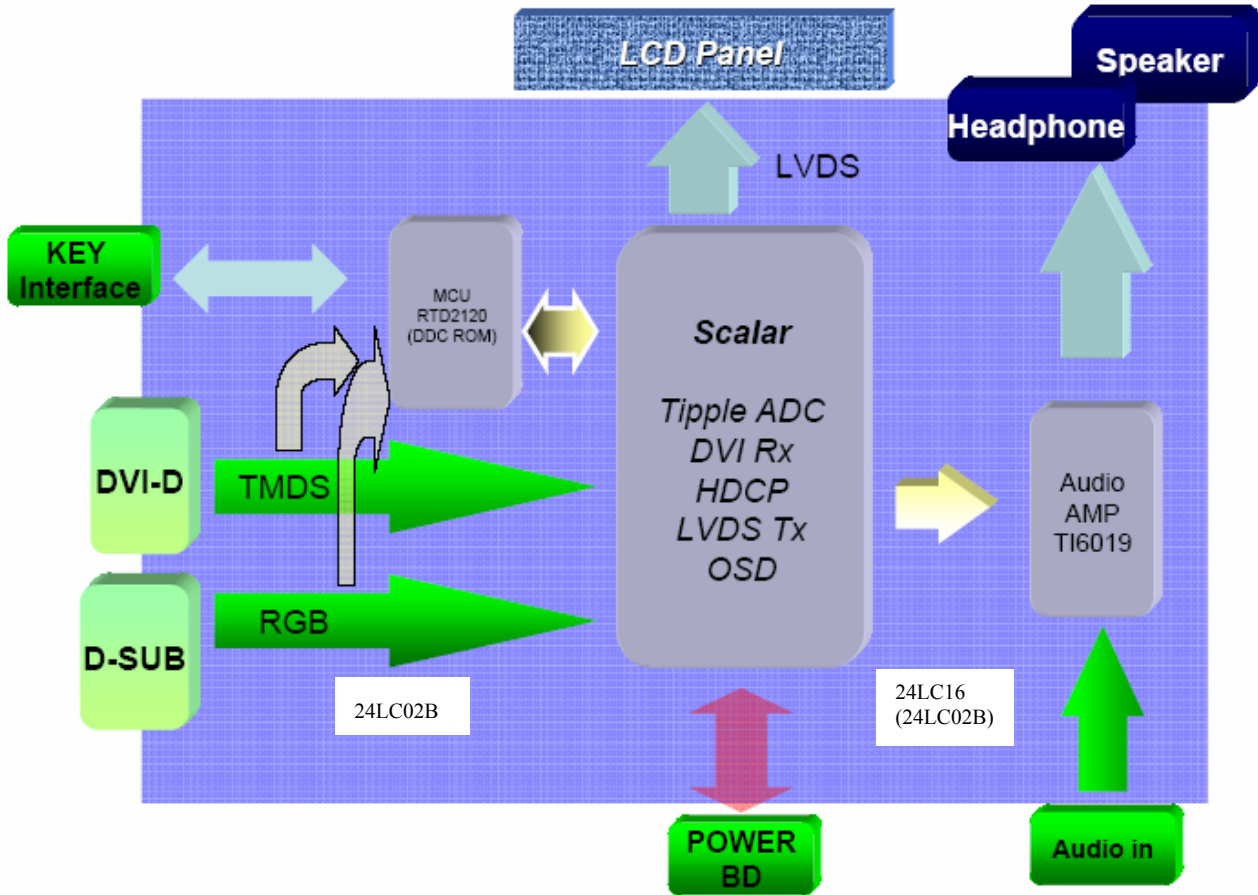 LCD Panel
Speaker
Headphone
LVDS
KEY
Interface
MCU
RTD2120
(DDC ROM)
Scalar
Tipple ADC
DVI Rx
HDCP
LVDS Tx
OSD
DVI-D
TMDS
Audio
AMP
TI6019
D-SUB
RGB
24LC02B
24LC16
(24LC02B)
POWER
BD
Audio in